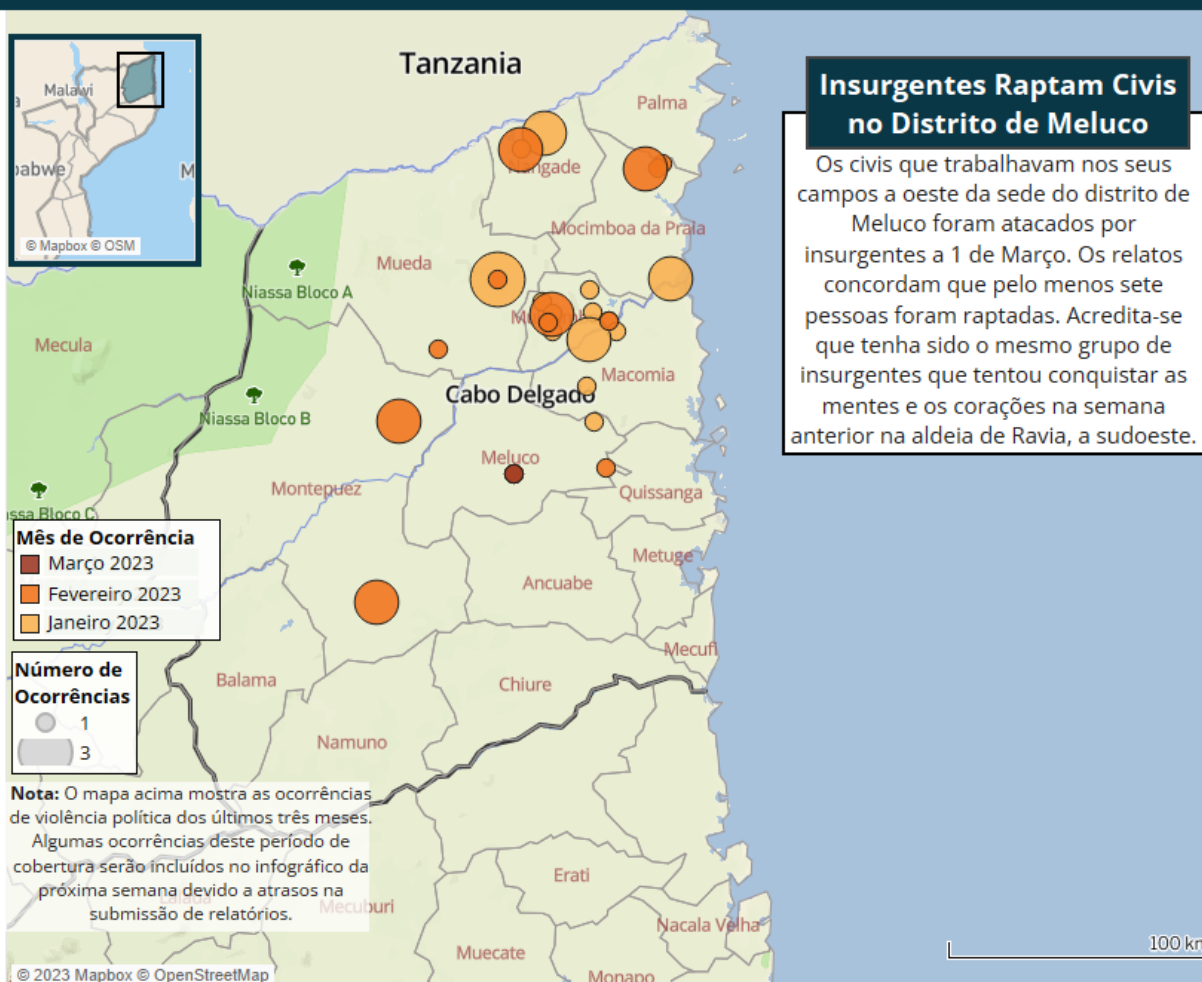 Malawi
M
© Mapbox © OSM
Tanzania
Palma
Nangade
Mocimboa da Praia
Mueda
Niassa Bloco A
Mecula
Niassa Bloco B
Macomia
Cabo Delgado
Meluco
Montepuez
Quissanga
ssa Bloco C
Metuge
Ancuabe
Mecufi
Balama
Chiure
Namuno
Erati
Mecuburi
Nacala Velha
Muecate
Monapo
Insurgentes Raptam Civis
no Distrito de Meluco
Os civis que trabalhavam nos seus
campos a oeste da sede do distrito de
Meluco foram atacados por
insurgentes a 1 de Março. Os relatos
concordam que pelo menos sete
pessoas foram raptadas. Acredita-se
que tenha sido o mesmo grupo de
insurgentes que tentou conquistar as
mentes e os corações na semana
anterior na aldeia de Ravia, a sudoeste.
Mês de Ocorrência
Março 2023
Fevereiro 2023
Janeiro 2023
Número de
Ocorrências
1
3
Nota: O mapa acima mostra as ocorrências
de violência política dos últimos três meses.
Algumas ocorrências deste período de
cobertura serão incluídos no infográfico da
próxima semana devido a atrasos na
submissão de relatórios.
100 km
© 2023 Mapbox © OpenStreetMap